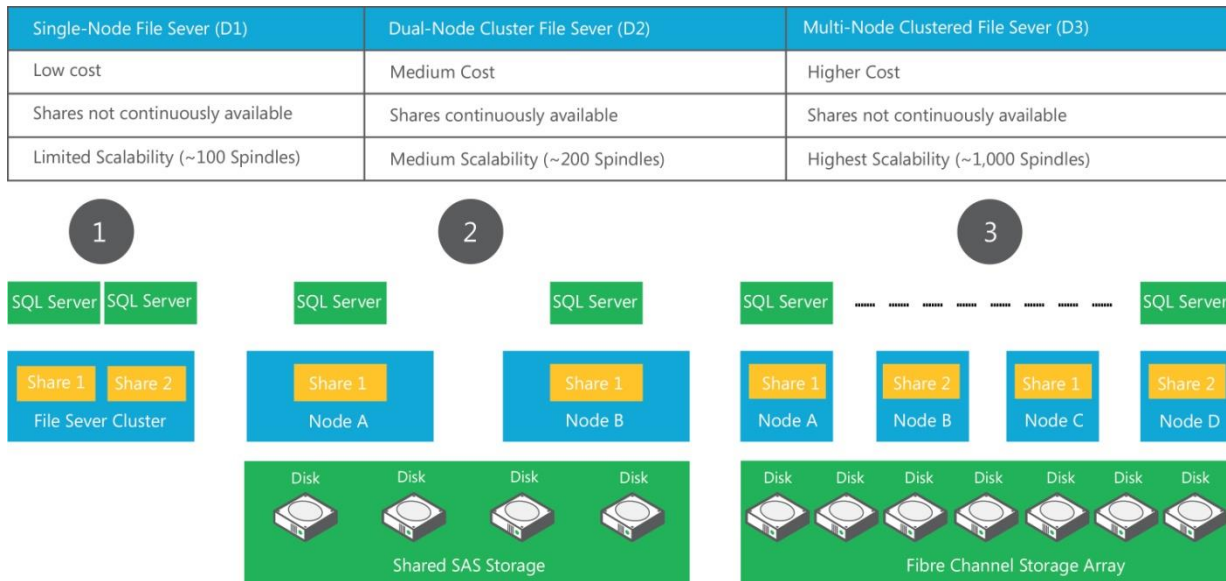 Single-Node File Sever (D1) Dual-Node Cluster File Sever (D2) Multi-Node Clustered File Sever (D3)
Low cost Medium Cost Higher Cost
Shares not continuously available Shares continuously available Shares not continuously available
Limited Scalability (~100 Spindles) Medium Scalability (~200 Spindles) Highest Scalability (~1,000 Spindles)
1 2 3
SQL Server SQL Server SQL Server SQL Server SQL Server SQL Server
Share 1 Share 2 Share 1 Share 1 Share 1 Share 2 Share 1 Share 2
File Sever Cluster Node A Node B Node A Node B Node C Node D
Disk Disk Disk Disk Disk Disk Disk Disk Disk Disk Disk
Shared SAS Storage Fibre Channel Storage Array